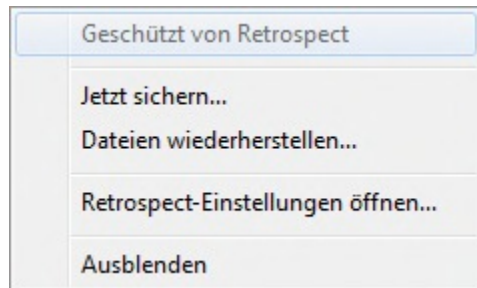 Geschützt von Retrospect
Jetzt sichern...
Dateien wiederherstellen...
Retrospect-Einstellungen öffnen...
Ausblenden